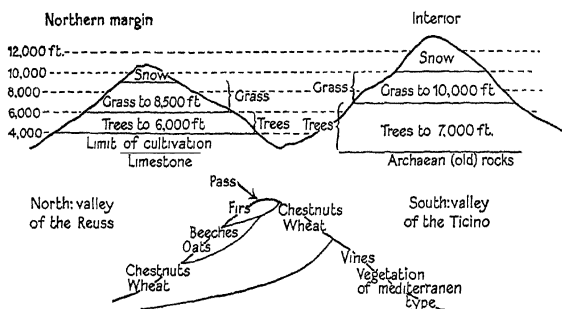 Northern margin
Interior
12,000 ft.
10,000
8,000
6,000
4,000
Snow
Grass to 8,500 ft
Trees to 6,000 ft
Limit of cultivation
Limestone
Grass
Trees
Grass
Trees
Snow
Grass to 10,000 ft
Trees to 7,000 ft.
Archaean (old) rocks
North: valley
of the Reuss
Pass
South: valley
of the Ticino
Firs
Beeches
Oats
Chestnuts
Wheat
Chestnuts
Wheat
Vines
Vegetation
of mediterranen
type